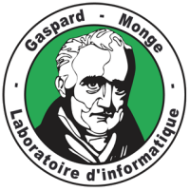 - Gaspard - Monge -
Laboratoire d'informatique